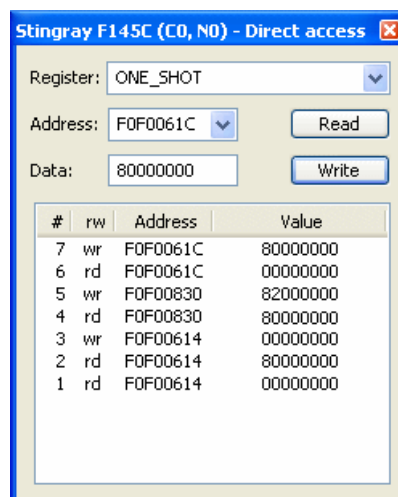 Stingray F145C (C0, N0) - Direct access
Register: ONE_SHOT
Address: F0F0061C Read
Data: 80000000 Write
# rw Address Value
7 wr F0F0061C 80000000
6 rd F0F0061C 00000000
5 wr F0F00830 82000000
4 rd F0F00830 80000000
3 wr F0F00614 00000000
2 rd F0F00614 80000000
1 rd F0F00614 00000000